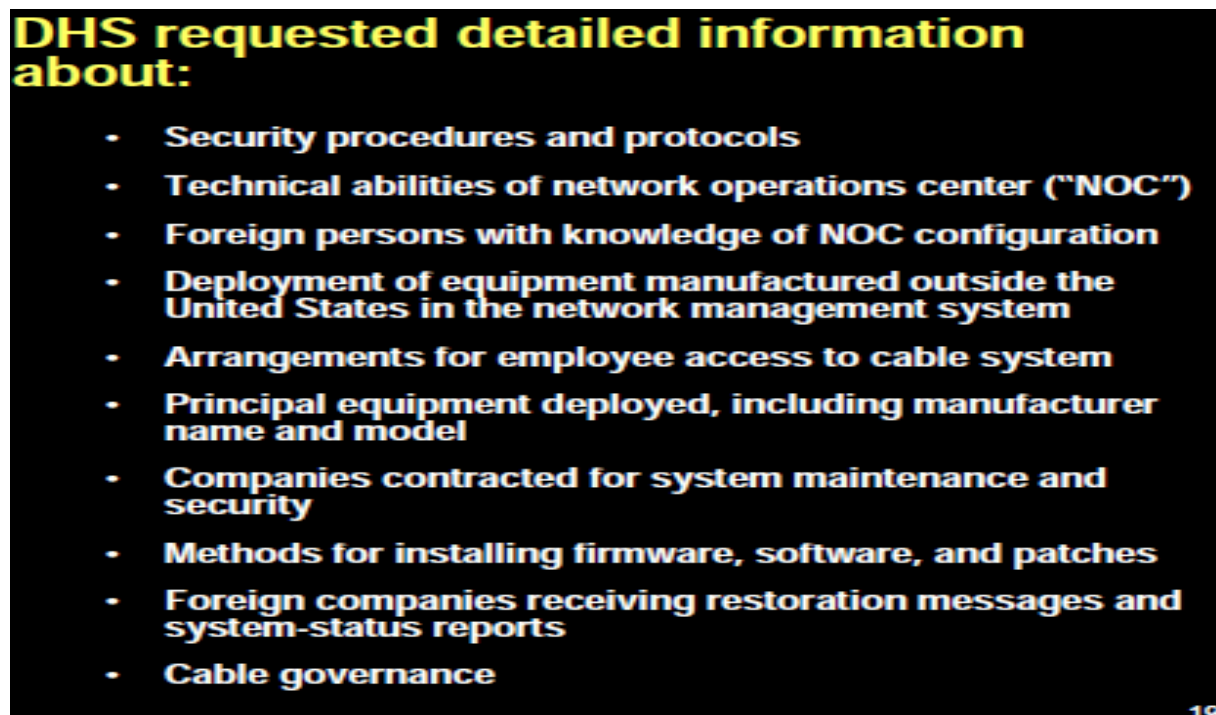 DHS requested detailed information
about:
• Security procedures and protocols
• Technical abilities of network operations center (“NOC”)
• Foreign persons with knowledge of NOC configuration
• Deployment of equipment manufactured outside the
United States in the network management system
• Arrangements for employee access to cable system
• Principal equipment deployed, including manufacturer
name and model
• Companies contracted for system maintenance and
security
• Methods for installing firmware, software, and patches
• Foreign companies receiving restoration messages and
system-status reports
• Cable governance